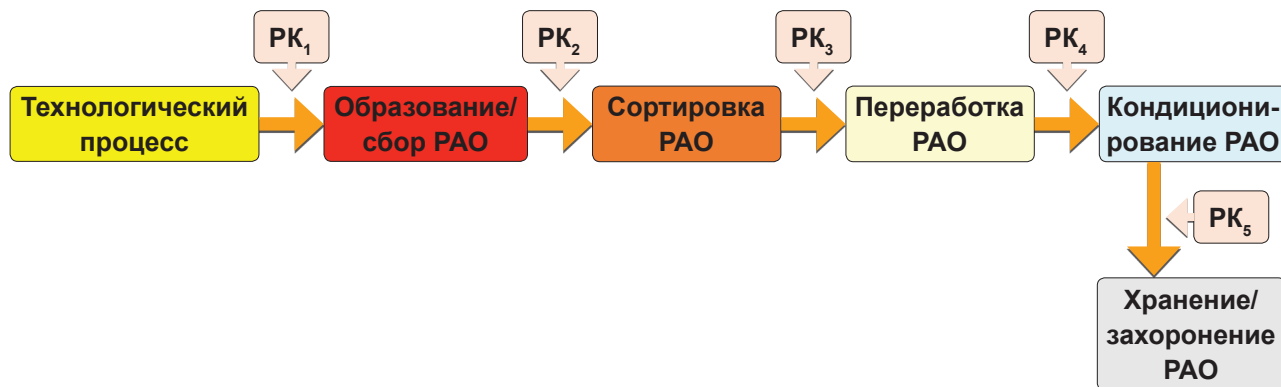 РК₁
РК₂
РК₃
РК₄
Технологический
процесс
Образование/
сбор РАО
Сортировка
РАО
Переработка
РАО
Кондициони-
рование РАО
РК₅
Хранение/
захоронение
РАО